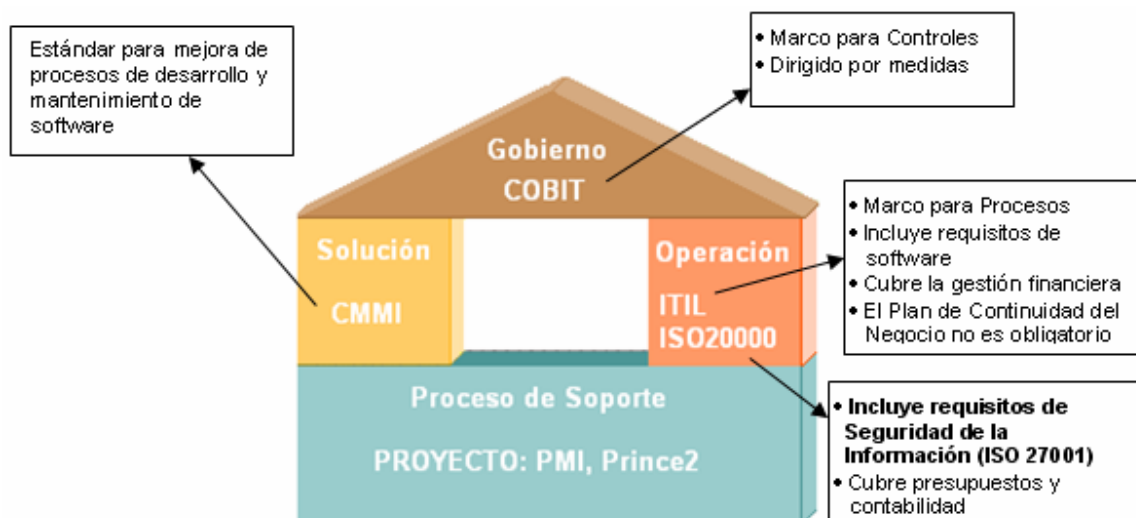 Estándar para mejora de
procesos de desarrollo y
mantenimiento de
software
• Marco para Controles
• Dirigido por medidas
Gobierno
COBIT
Solución
CMMI
Operación
ITIL
ISO20000
• Marco para Procesos
• Incluye requisitos de
software
• Cubre la gestión financiera
• El Plan de Continuidad del
Negocio no es obligatorio
Proceso de Soporte
PROYECTO: PMI, Prince2
• Incluye requisitos de
Seguridad de la
Información (ISO 27001)
• Cubre presupuestos y
contabilidad